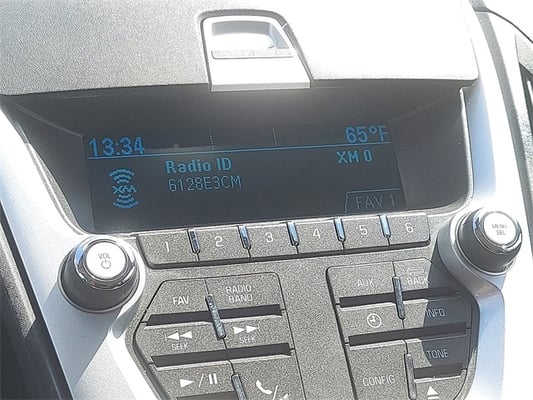 13:34 65°F
Radio ID XM 0
XM
6128E3CM
FAV 1
1 2 3 4 5 6
VOL
MENU
SEL
FAV RADIO BAND
AUX BACK
SEEK SEEK
INFO
TONE
CONFIG